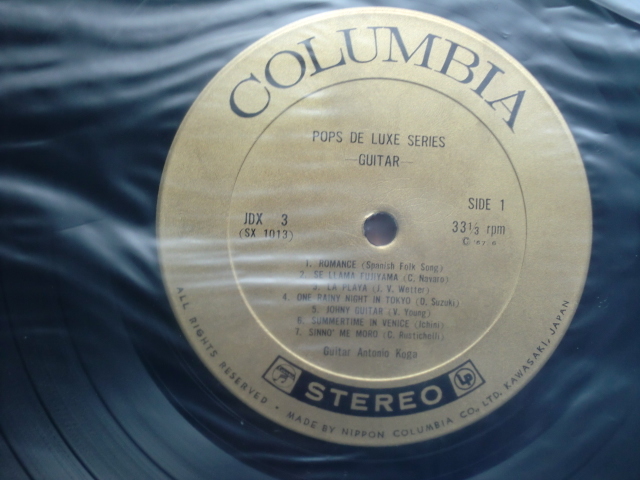 COLUMBIA
POPS DE LUXE SERIES
—GUITAR—
JDX 3
(SX 1013)
SIDE 1
33⅓ rpm
1. ROMANCE (Spanish Folk Song)
2. SE LLAMA FUJIYAMA (C. Navaro)
3. LA PLAYA (J. V. Wetter)
4. ONE RAINY NIGHT IN TOKYO (D. Suzuki)
5. JOHNY GUITAR (V. Young)
6. SUMMERTIME IN VENICE (Ichini)
7. SINNO' ME MORO (C. Rustichelli)
Guitar Antonio Koga
STEREO
LP
ALL RIGHTS RESERVED • MADE BY NIPPON COLUMBIA CO., LTD. KAWASAKI, JAPAN